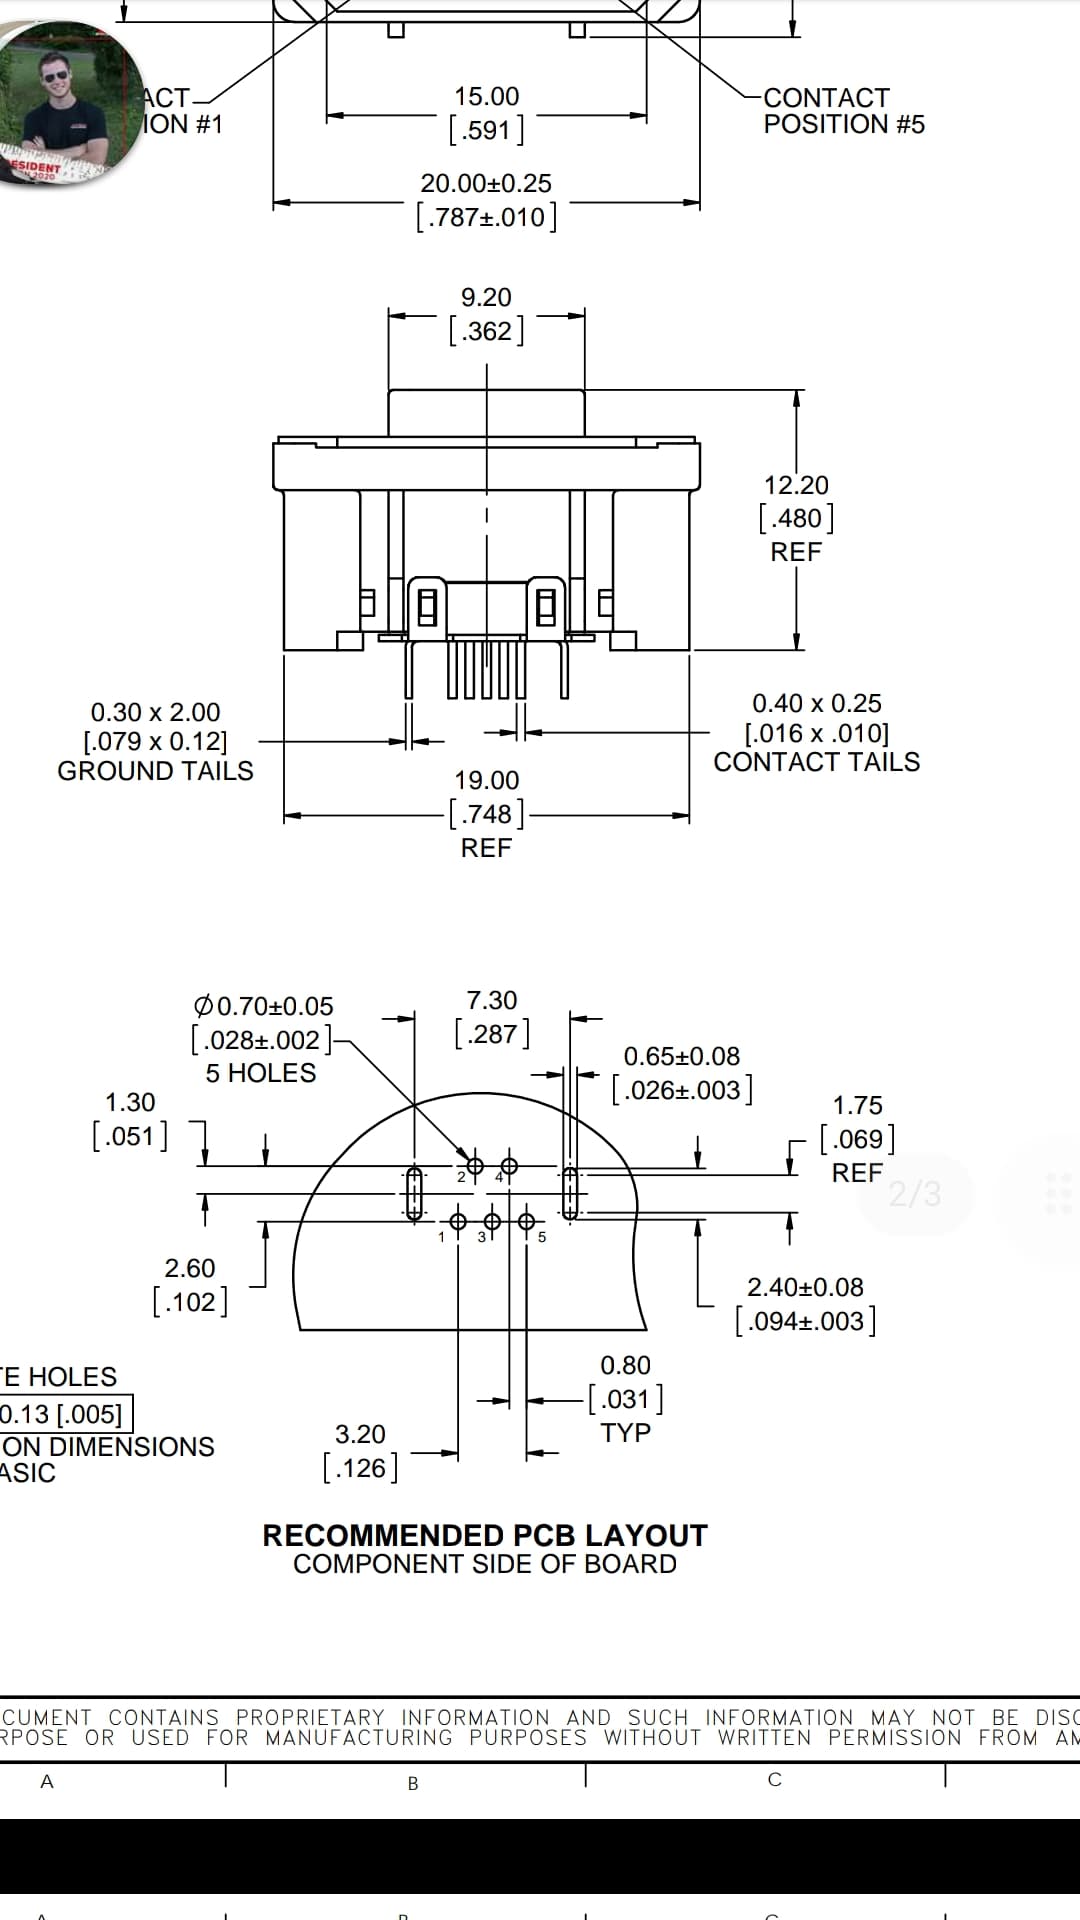 ACT
ION #1
15.00
[.591]
CONTACT
POSITION #5
20.00±0.25
[.787±.010]
ESIDENT
2020
9.20
[.362]
12.20
[.480]
REF
0.30 x 2.00
[.079 x 0.12]
GROUND TAILS
0.40 x 0.25
[.016 x .010]
CONTACT TAILS
19.00
[.748]
REF
Ø0.70±0.05
[.028±.002]
5 HOLES
7.30
[.287]
0.65±0.08
[.026±.003]
1.30
[.051]
1.75
[.069]
REF
2/3
2 4
1 3 5
2.60
[.102]
2.40±0.08
[.094±.003]
TE HOLES
0.13 [.005]
ON DIMENSIONS
ASIC
0.80
[.031]
TYP
3.20
[.126]
RECOMMENDED PCB LAYOUT
COMPONENT SIDE OF BOARD
CUMENT CONTAINS PROPRIETARY INFORMATION AND SUCH INFORMATION MAY NOT BE DISC
RPOSE OR USED FOR MANUFACTURING PURPOSES WITHOUT WRITTEN PERMISSION FROM AM
A B C